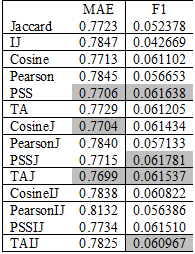 MAE F1
Jaccard 0.7723 0.052378
IJ 0.7847 0.042669
Cosine 0.7713 0.061102
Pearson 0.7845 0.056653
PSS 0.7706 0.061638
TA 0.7729 0.061205
CosineJ 0.7704 0.061434
PearsonJ 0.7840 0.057133
PSSJ 0.7715 0.061781
TAJ 0.7699 0.061537
CosineIJ 0.7838 0.060822
PearsonIJ 0.8132 0.056386
PSSIJ 0.7734 0.061510
TAIJ 0.7825 0.060967